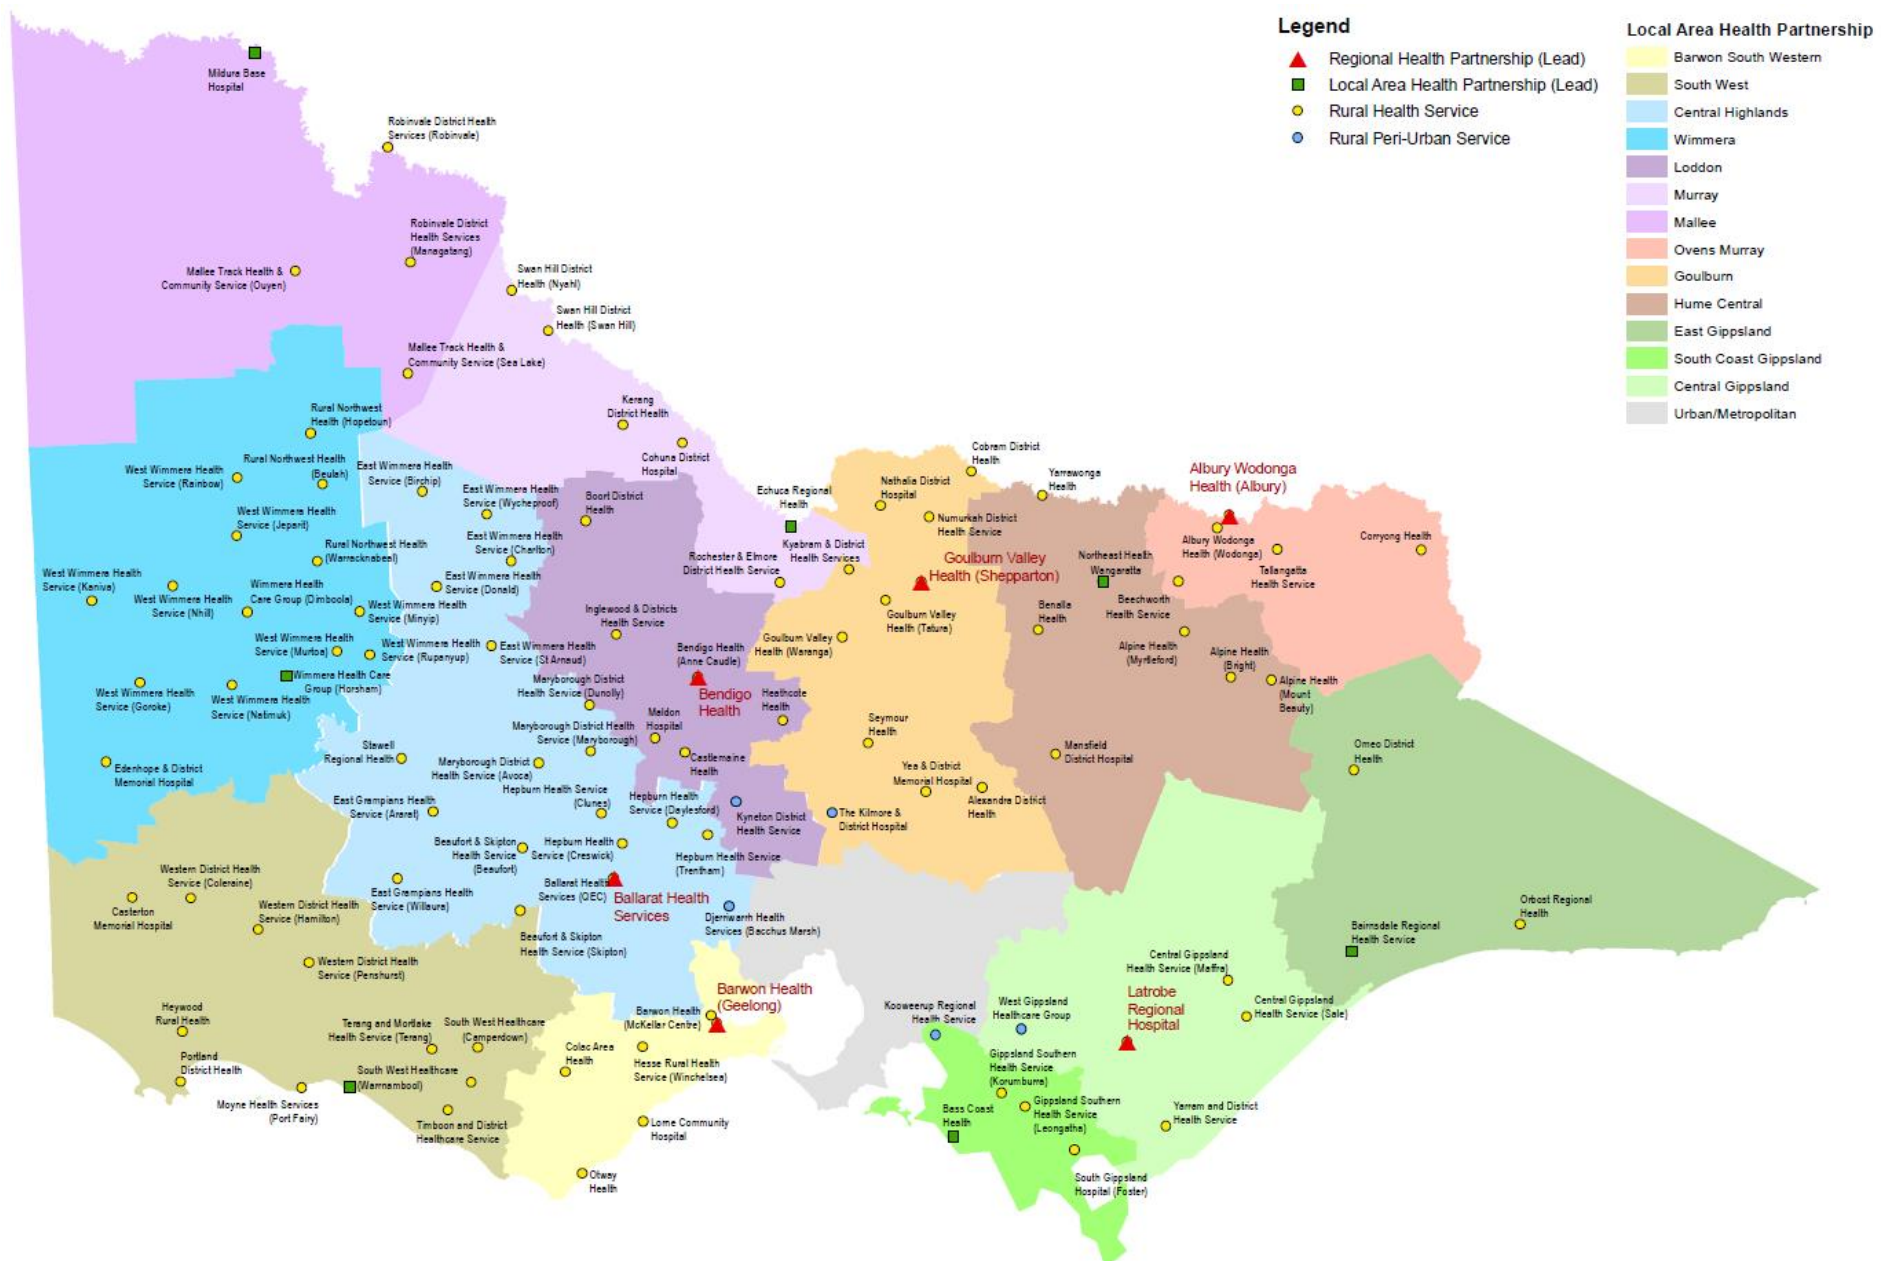 Legend
Regional Health Partnership (Lead)
Local Area Health Partnership (Lead)
Rural Health Service
Rural Peri-Urban Service
Local Area Health Partnership
Barwon South Western
South West
Central Highlands
Wimmera
Loddon
Murray
Mallee
Ovens Murray
Goulburn
Hume Central
East Gippsland
South Coast Gippsland
Central Gippsland
Urban/Metropolitan
Mildura Base
Hospital
Robinvale District Health
Services (Robinvale)
Robinvale District
Health Services
(Managatang)
Mallee Track Health &
Community Service (Ouyen)
Swan Hill District
Health (Nyahl)
Swan Hill District
Health (Swan Hill)
Mallee Track Health &
Community Service (Sea Lake)
Kerang
District Health
Cohuna District
Hospital
Rural Northwest
Health (Hopetoun)
Rural Northwest Health
(Beulah)
West Wimmera Health
Service (Rainbow)
East Wimmera Health
Service (Birchip)
East Wimmera Health
Service (Wycheproof)
Boort District
Health
Echuca Regional
Health
Nathalia District
Hospital
Cobram District
Health
Yarrawonga
Health
Albury Wodonga
Health (Albury)
West Wimmera Health
Service (Jeparit)
East Wimmera Health
Service (Charlton)
Numurkah District
Health Service
Albury Wodonga
Health (Wodonga)
Corryong Health
Rural Northwest Health
(Warracknabeal)
Rochester & Elmore
District Health Service
Kyabram & District
Health Services
Goulburn Valley
Health (Shepparton)
Northeast Health
Wangaretta
Tallangatta
Health Service
West Wimmera Health
Service (Kaniva)
West Wimmera Health
Service (Nhill)
Wimmera Health
Care Group (Dimboola)
East Wimmera Health
Service (Donald)
West Wimmera Health
Service (Minyip)
Inglewood & Districts
Health Service
Goulburn Valley
Health (Tatura)
Benalla
Health
Beechworth
Health Service
West Wimmera Health
Service (Murtoa)
West Wimmera Health
Service (Rupanyup)
East Wimmera Health
Service (St Arnaud)
Bendigo Health
(Anne Caudle)
Goulburn Valley
Health (Waranga)
Alpine Health
(Myrtleford)
Alpine Health
(Bright)
Wimmera Health Care
Group (Horsham)
West Wimmera Health
Service (Goroke)
West Wimmera Health
Service (Natimuk)
Maryborough District
Health Service (Dunolly)
Bendigo
Health
Heathcote
Health
Alpine Health
(Mount
Beauty)
Maldon
Hospital
Maryborough District Health
Service (Maryborough)
Seymour
Health
Stawell
Regional Health
Maryborough District
Health Service (Avoca)
Castlemaine
Health
Yea & District
Memorial Hospital
Mansfield
District Hospital
Omeo District
Health
Edenhope & District
Memorial Hospital
Hepburn Health Service
(Clunes)
Hepburn Health
Service (Daylesford)
Alexandra District
Health
East Grampians Health
Service (Ararat)
Kyneton District
Health Service
The Kilmore &
District Hospital
Beaufort & Skipton
Health Service
(Beaufort)
Hepburn Health
Service (Creswick)
Hepburn Health Service
(Trentham)
Western District Health
Service (Coleraine)
East Grampians Health
Service (Willaura)
Ballarat Health
Services (QEC)
Ballarat Health
Services
Casterton
Memorial Hospital
Western District Health
Service (Hamilton)
Djerriwarrh Health
Services (Bacchus Marsh)
Orbost Regional
Health
Bairnsdale Regional
Health Service
Beaufort & Skipton
Health Service (Skipton)
Western District Health
Service (Penshurst)
Central Gippsland
Health Service (Maffra)
Barwon Health
(Geelong)
Latrobe
Regional
Hospital
Heywood
Rural Health
Barwon Health
(McKellar Centre)
Kooweerup Regional
Health Service
West Gippsland
Healthcare Group
Central Gippsland
Health Service (Sale)
Terang and Mortlake
Health Service (Terang)
South West Healthcare
(Camperdown)
Colac Area
Health
Hesse Rural Health
Service (Winchelsea)
Portland
District Health
South West Healthcare
(Warrnambool)
Gippsland Southern
Health Service
(Korumburra)
Moyne Health Services
(Port Fairy)
Timboon and District
Healthcare Service
Lorne Community
Hospital
Bass Coast
Health
Gippsland Southern
Health Service
(Leongatha)
Yarram and District
Health Service
Otway
Health
South Gippsland
Hospital (Foster)